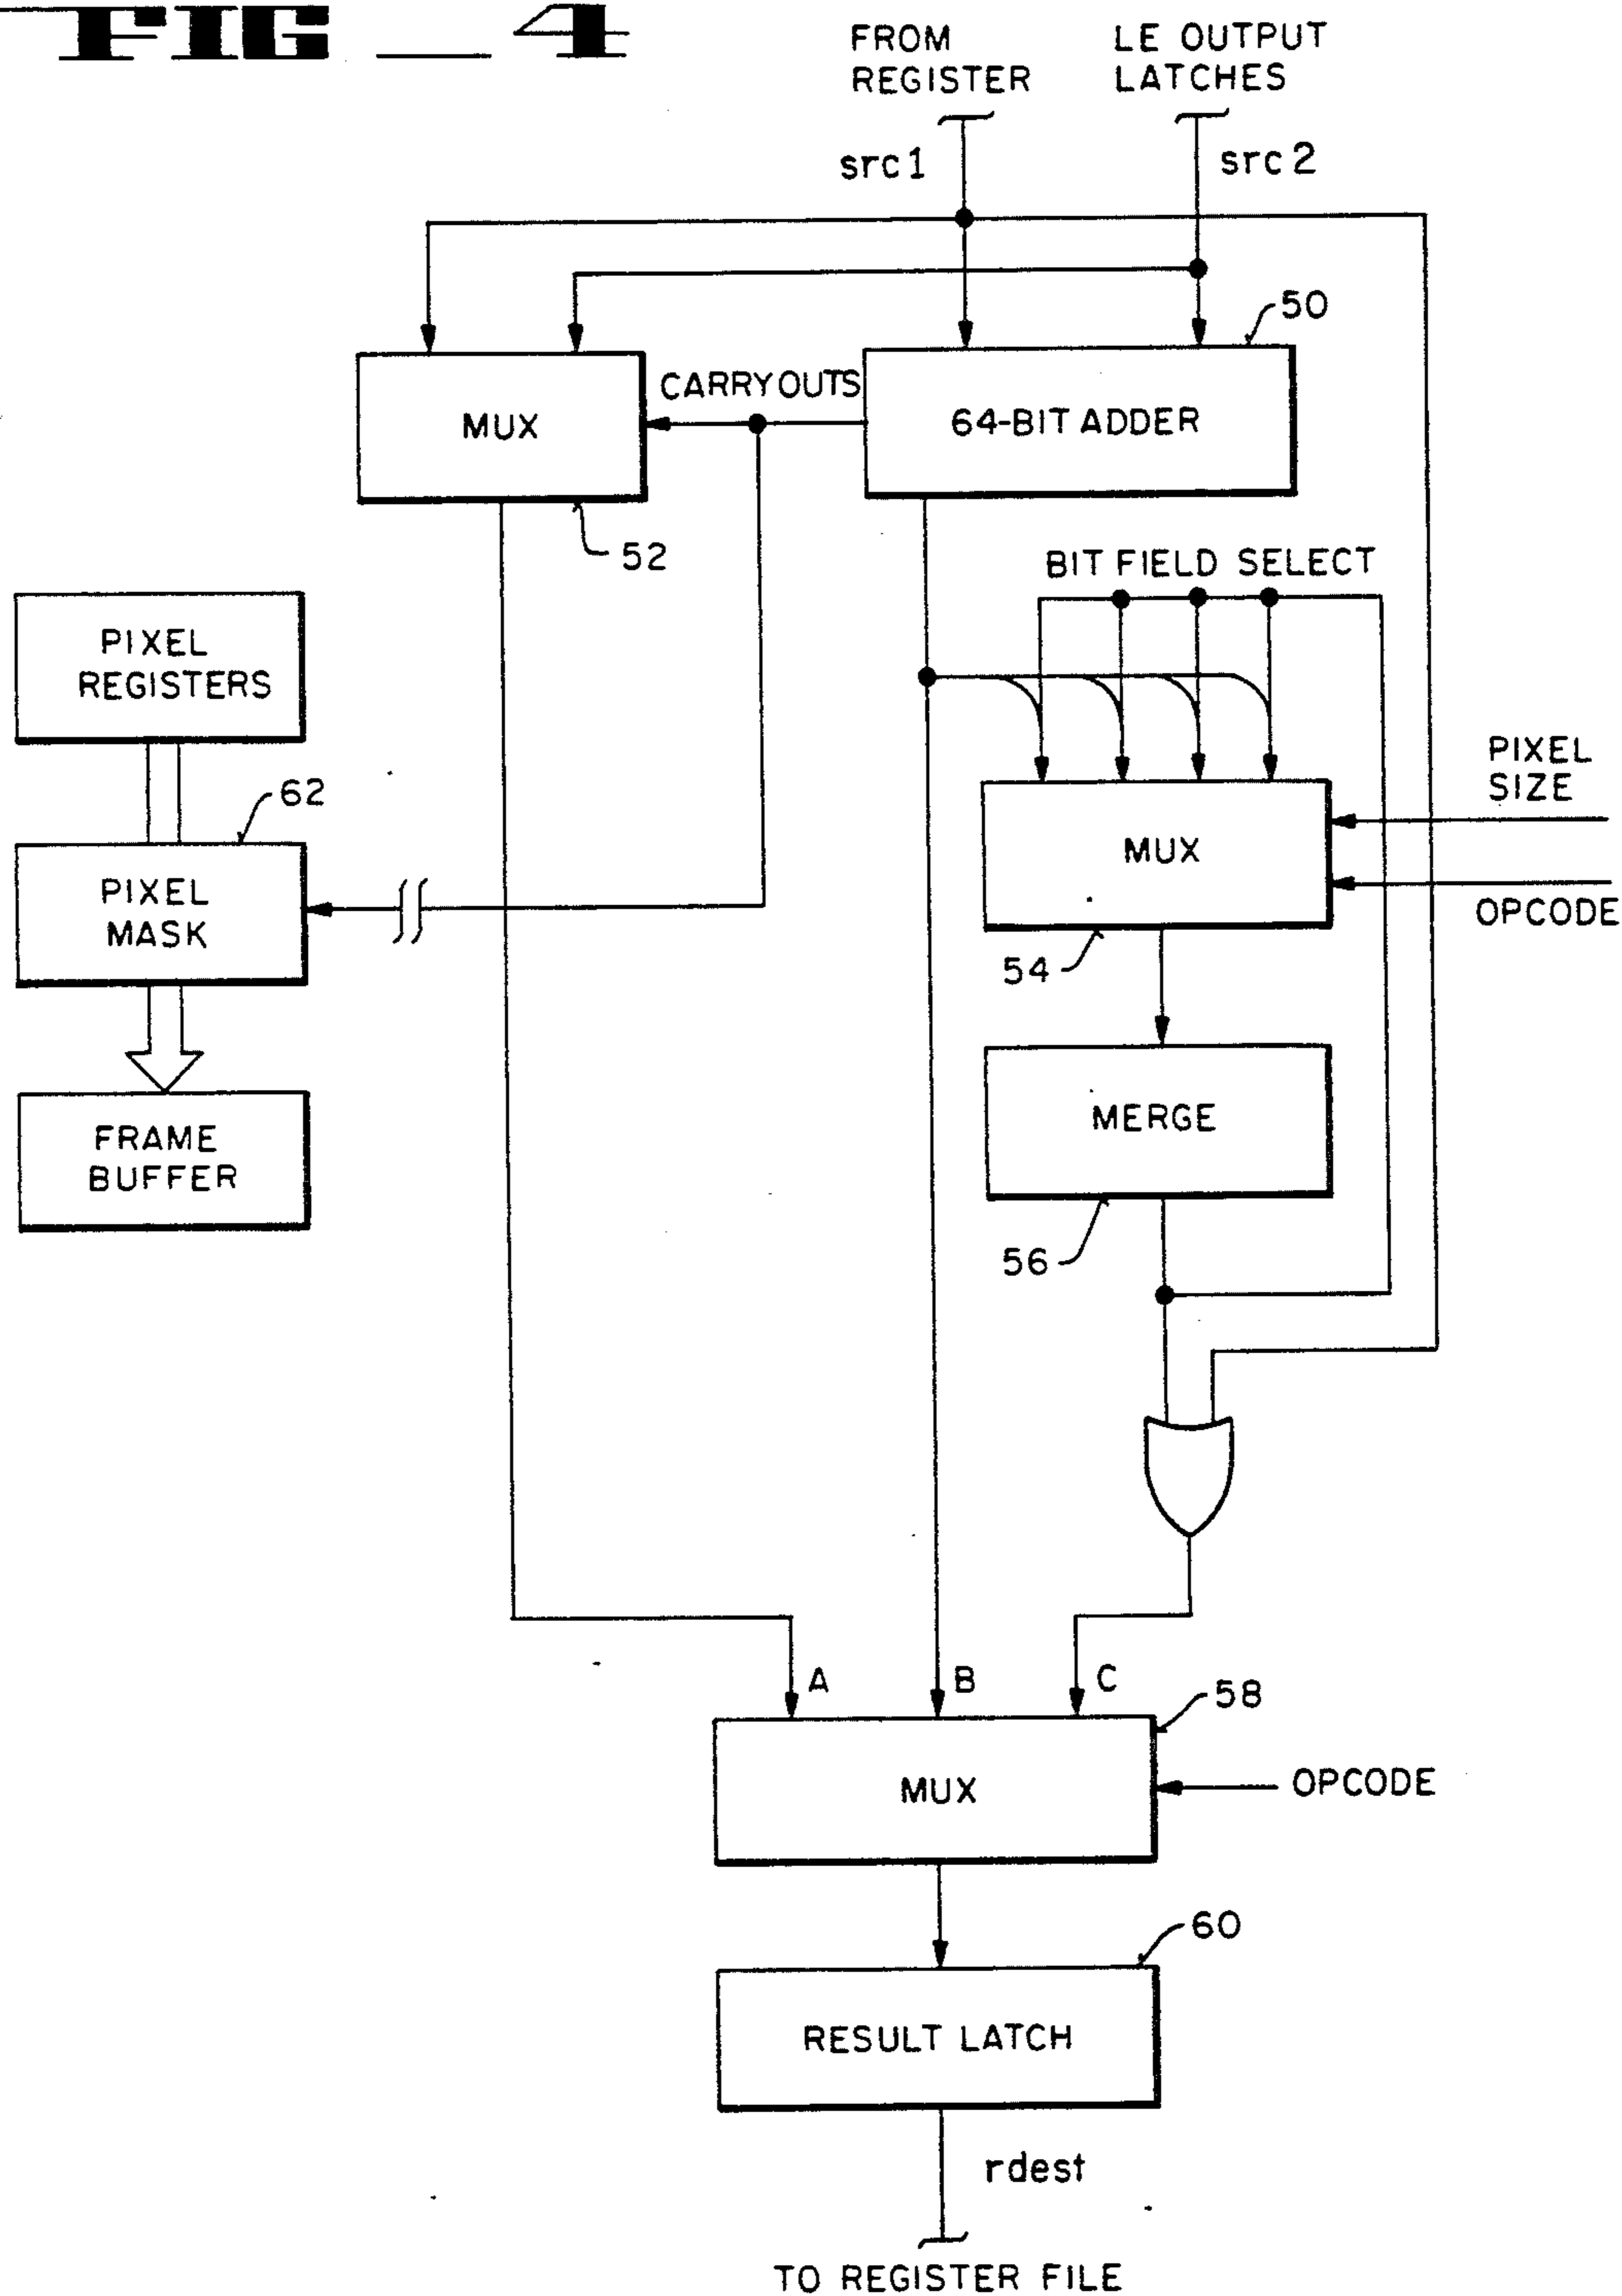 FIG_4
FROM
REGISTER
LE OUTPUT
LATCHES
src1
src2
50
CARRYOUTS
MUX
64-BIT ADDER
52
BIT FIELD SELECT
PIXEL
REGISTERS
PIXEL
SIZE
62
MUX
PIXEL
MASK
OPCODE
54
MERGE
FRAME
BUFFER
56
A
B
C
58
MUX
OPCODE
60
RESULT LATCH
rdest
TO REGISTER FILE